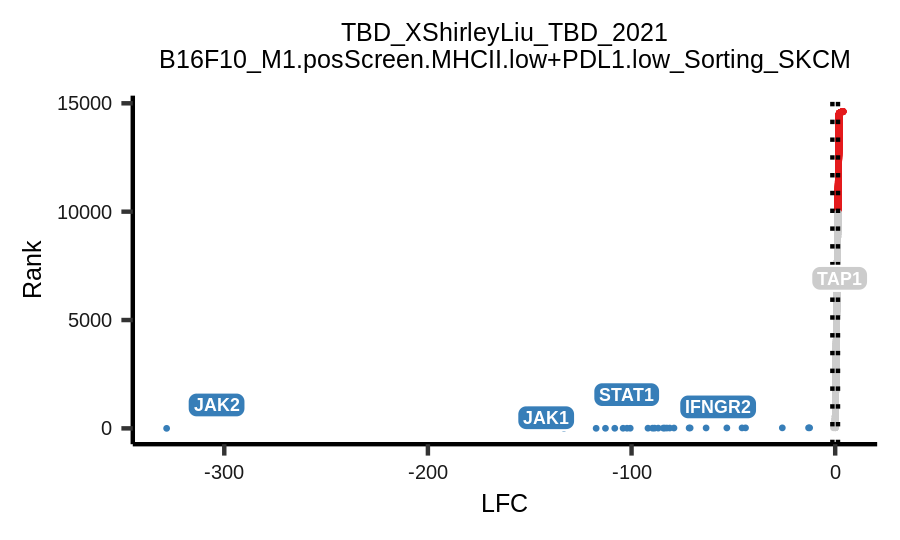 TBD_XShirleyLiu_TBD_2021
B16F10_M1.posScreen.MHCII.low+PDL1.low_Sorting_SKCM
15000
10000
5000
0
Rank
TAP1
JAK2
JAK1
STAT1
IFNGR2
-300
-200
-100
0
LFC